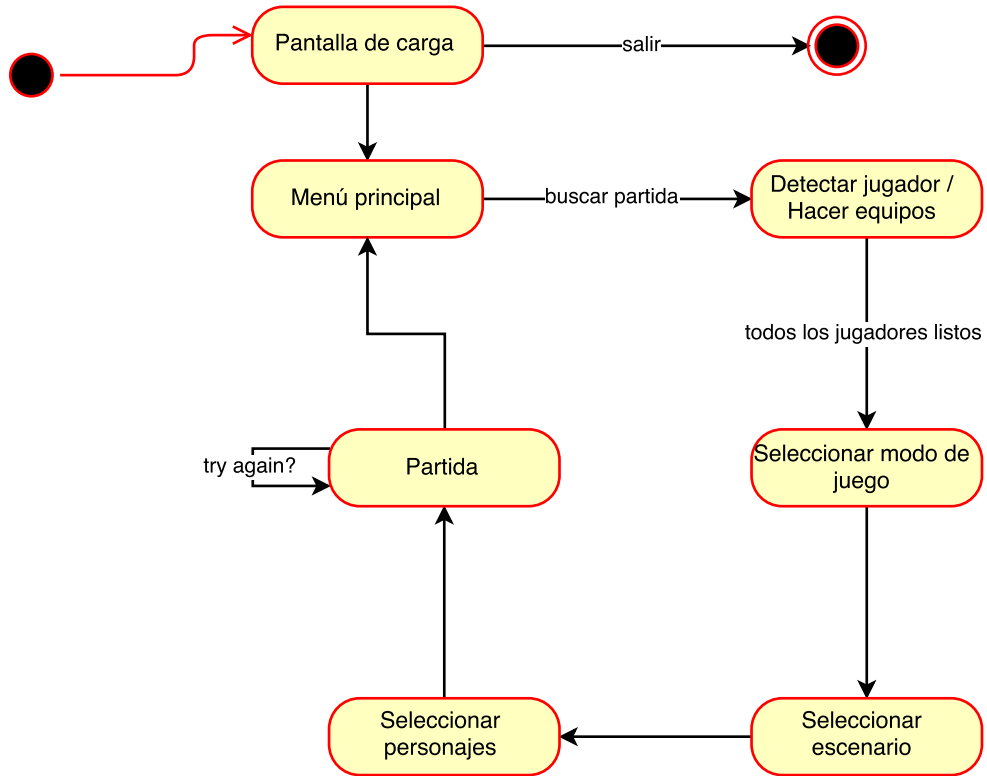 Pantalla de carga
salir
Menú principal
buscar partida
Detectar jugador /
Hacer equipos
todos los jugadores listos
try again?
Partida
Seleccionar modo de
juego
Seleccionar
personajes
Seleccionar
escenario